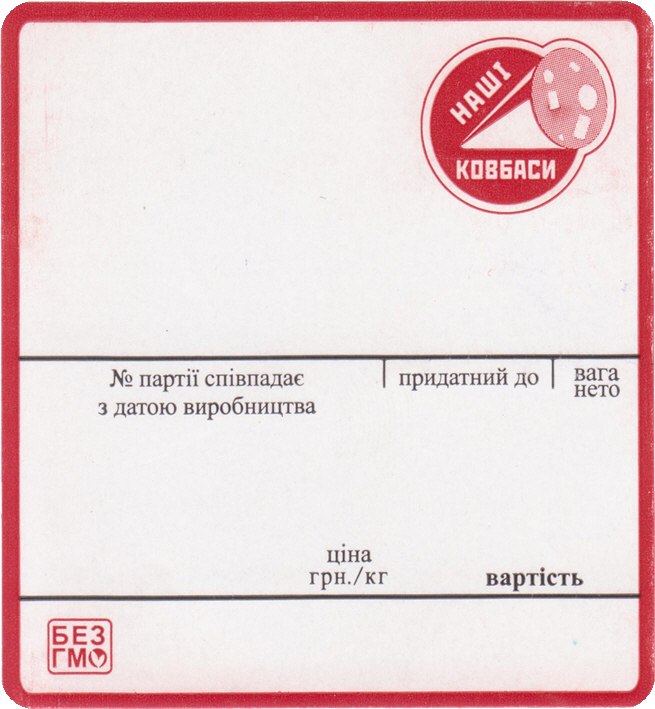 НАШІ
КОВБАСИ
№ партії співпадає
з датою виробництва
придатний до
вага
нето
ціна
грн./кг
вартість
БЕЗ
ГМО